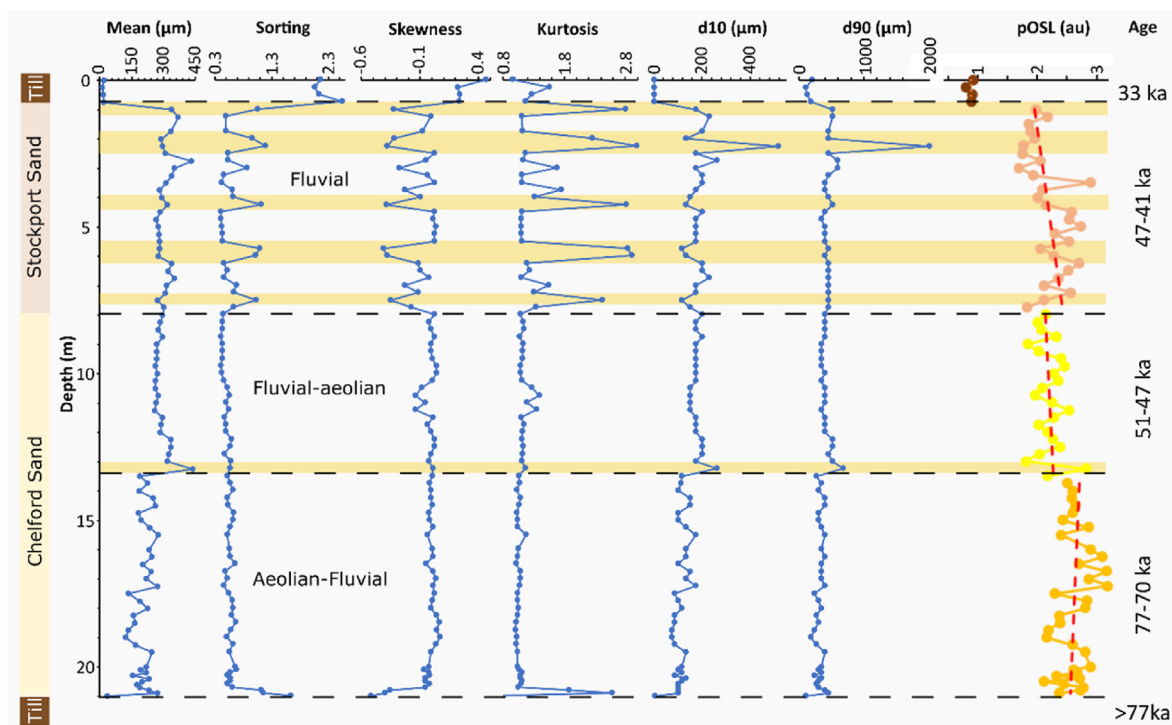 Mean (µm) Sorting Skewness Kurtosis d10 (µm) d90 (µm) pOSL (au) Age
150 300 450 0.3 1.3 2.3 -0.6 -0.1 0.4 0.8 1.8 2.8 0 200 400 0 1000 2000 1 2 3
0
5
10
15
20
Depth (m)
Till
Stockport Sand
Chelford Sand
Till
Fluvial
Fluvial-aeolian
Aeolian-Fluvial
33 ka
47-41 ka
51-47 ka
77-70 ka
>77ka